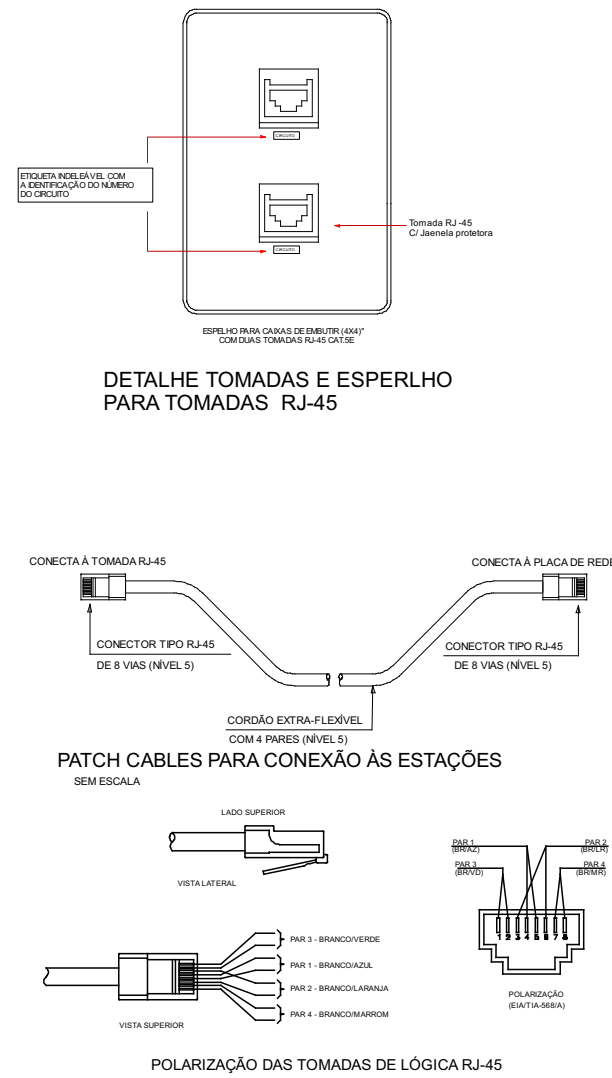 CIRCUITO
ETIQUETA INDELEÁVEL COM
A IDENTIFICAÇÃO DO NÚMERO
DO CIRCUITO
CIRCUITO
Tomada RJ -45
C/ Jaenela protetora
ESPELHO PARA CAIXAS DE EMBUTIR (4X4)"
COM DUAS TOMADAS RJ-45 CAT.5E
DETALHE TOMADAS E ESPERLHO
PARA TOMADAS RJ-45
CONECTA À TOMADA RJ-45
CONECTA À PLACA DE REDE
CONECTOR TIPO RJ-45
DE 8 VIAS (NÍVEL 5)
CONECTOR TIPO RJ-45
DE 8 VIAS (NÍVEL 5)
CORDÃO EXTRA-FLEXÍVEL
COM 4 PARES (NÍVEL 5)
PATCH CABLES PARA CONEXÃO ÀS ESTAÇÕES
SEM ESCALA
LADO SUPERIOR
VISTA LATERAL
PAR 1
(BR/AZ)
PAR 2
(BR/LR)
PAR 3
(BR/VD)
PAR 4
(BR/MR)
1 2 3 4 5 6 7 8
POLARIZAÇÃO
(EIA/TIA-568/A)
PAR 3 - BRANCO/VERDE
PAR 1 - BRANCO/AZUL
PAR 2 - BRANCO/LARANJA
PAR 4 - BRANCO/MARROM
VISTA SUPERIOR
POLARIZAÇÃO DAS TOMADAS DE LÓGICA RJ-45